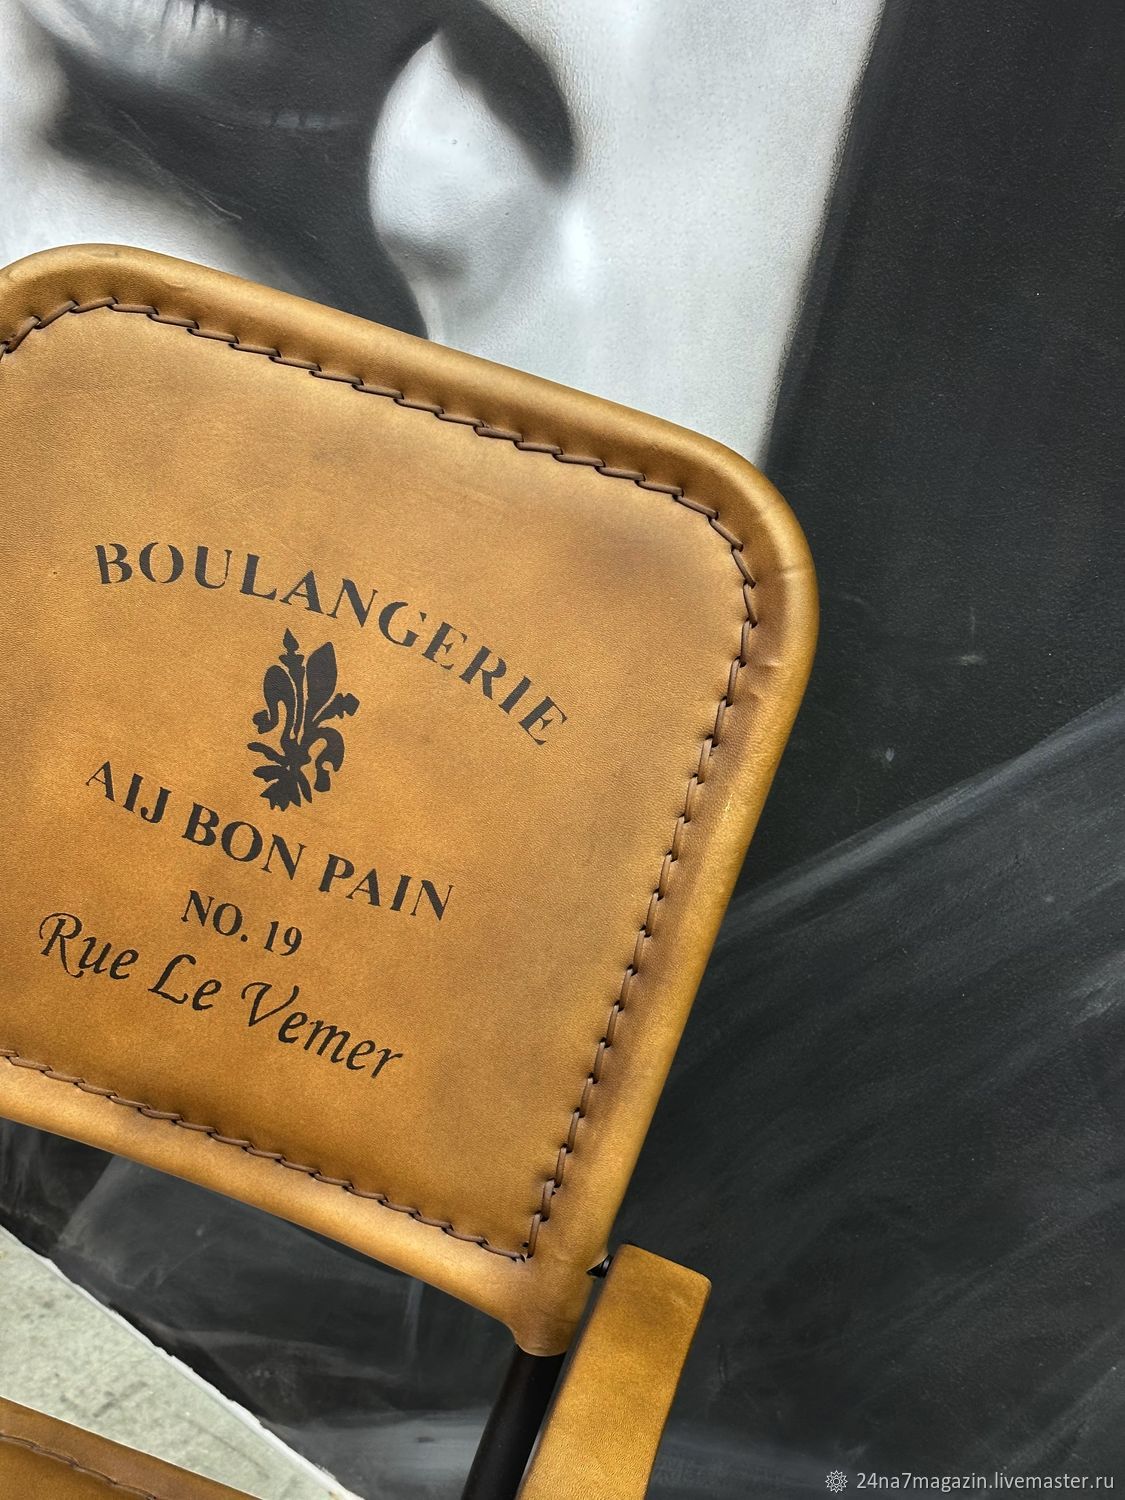 BOULANGERIE
AIJ BON PAIN
NO. 19
Rue Le Vemer
24na7magazin.livemaster.ru